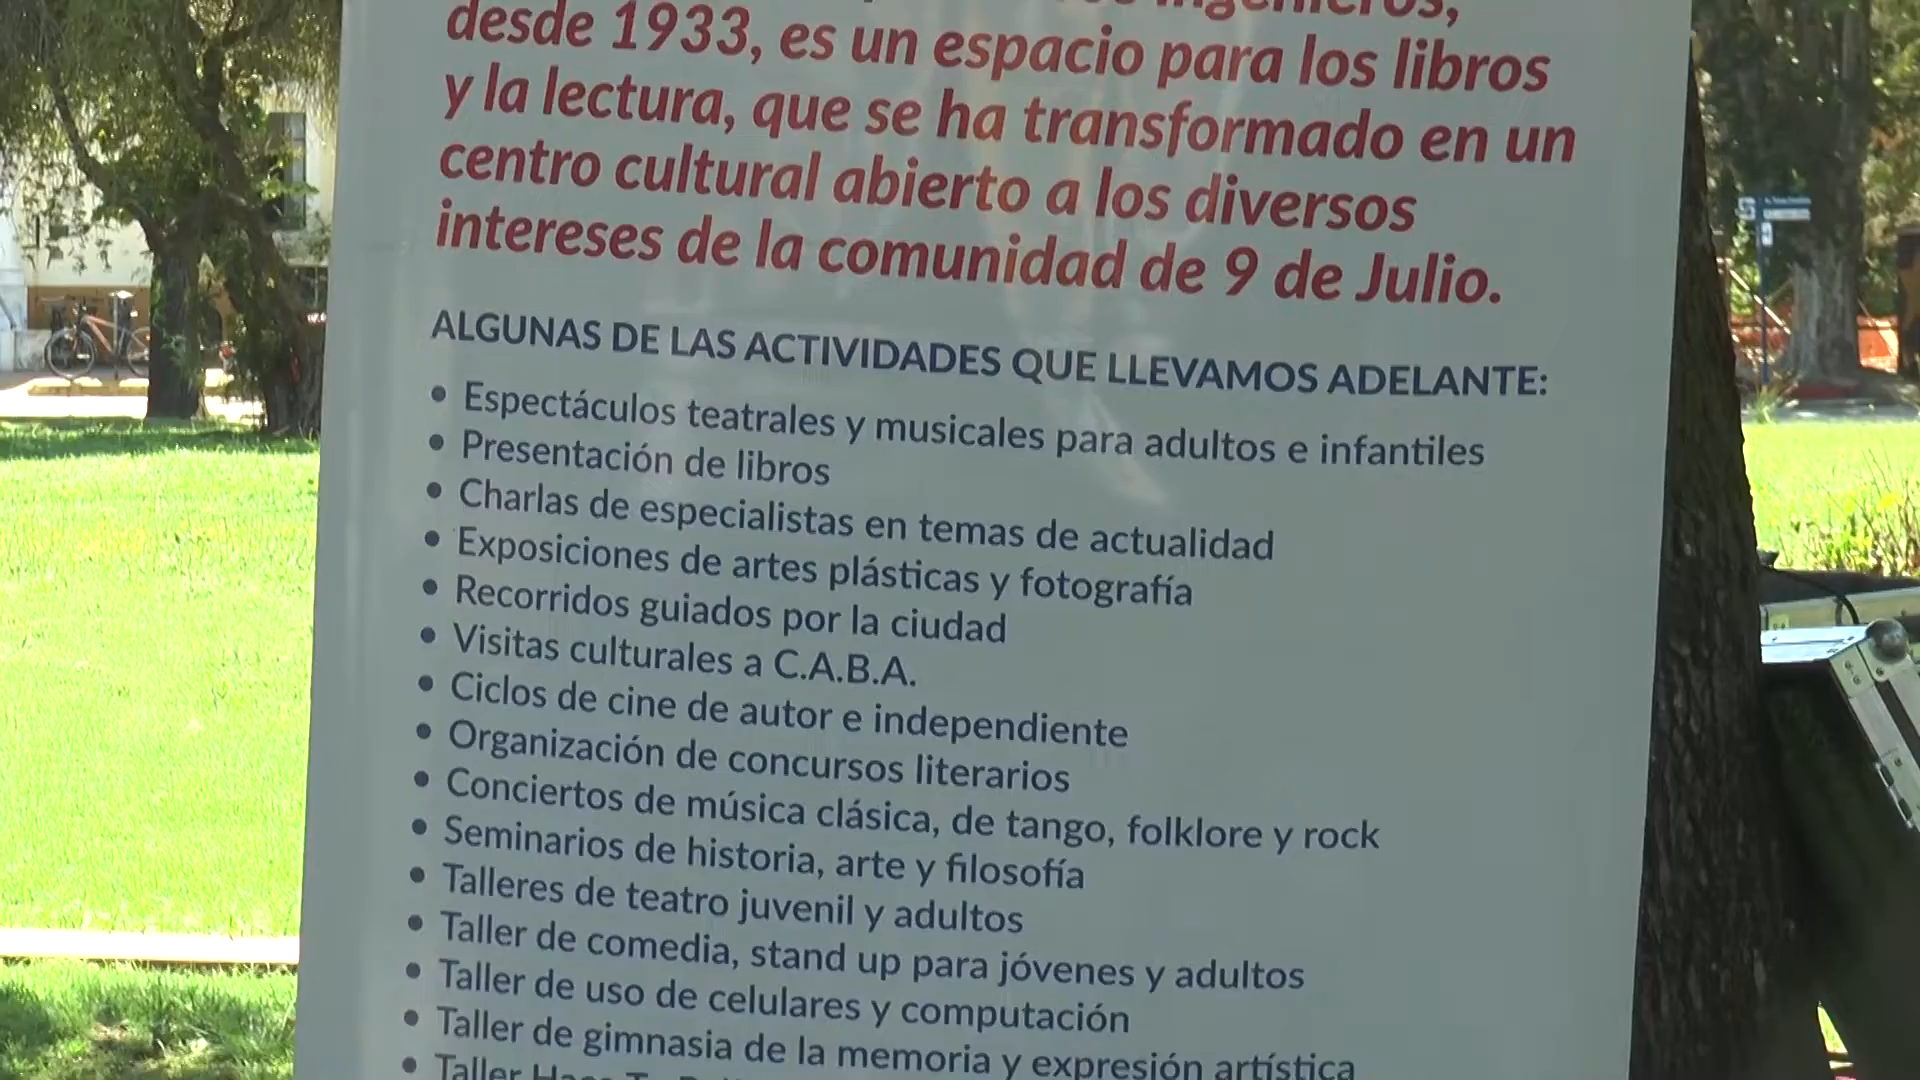 desde 1933, es un espacio para los libros
y la lectura, que se ha transformado en un
centro cultural abierto a los diversos
intereses de la comunidad de 9 de Julio.
ALGUNAS DE LAS ACTIVIDADES QUE LLEVAMOS ADELANTE:
• Espectáculos teatrales y musicales para adultos e infantiles
• Presentación de libros
• Charlas de especialistas en temas de actualidad
• Exposiciones de artes plásticas y fotografía
• Recorridos guiados por la ciudad
• Visitas culturales a C.A.B.A.
• Ciclos de cine de autor e independiente
• Organización de concursos literarios
• Conciertos de música clásica, de tango, folklore y rock
• Seminarios de historia, arte y filosofía
• Talleres de teatro juvenil y adultos
• Taller de comedia, stand up para jóvenes y adultos
• Taller de uso de celulares y computación
• Taller de gimnasia de la memoria y expresión artística
• Taller